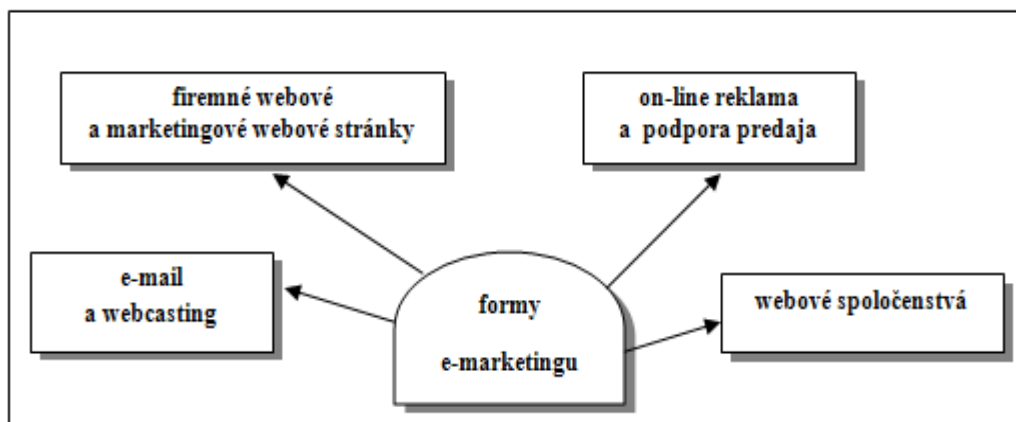 firemné webové
a marketingové webové stránky
on-line reklama
a podpora predaja
e-mail
a webcasting
formy
e-marketingu
webové spoločenstvá